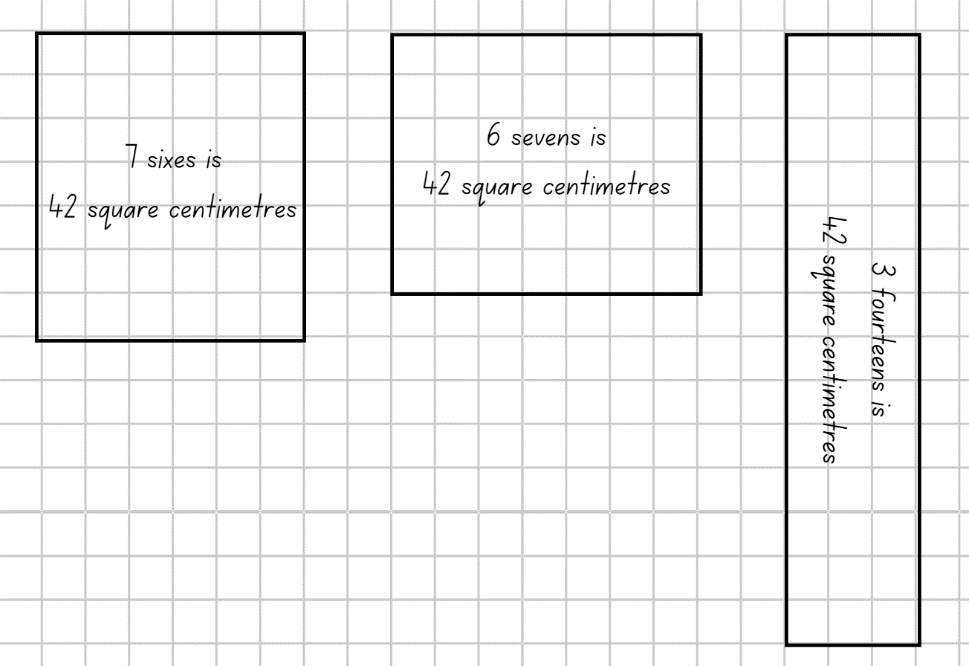 7 sixes is
42 square centimetres
6 sevens is
42 square centimetres
3 fourteens is
42 square centimetres